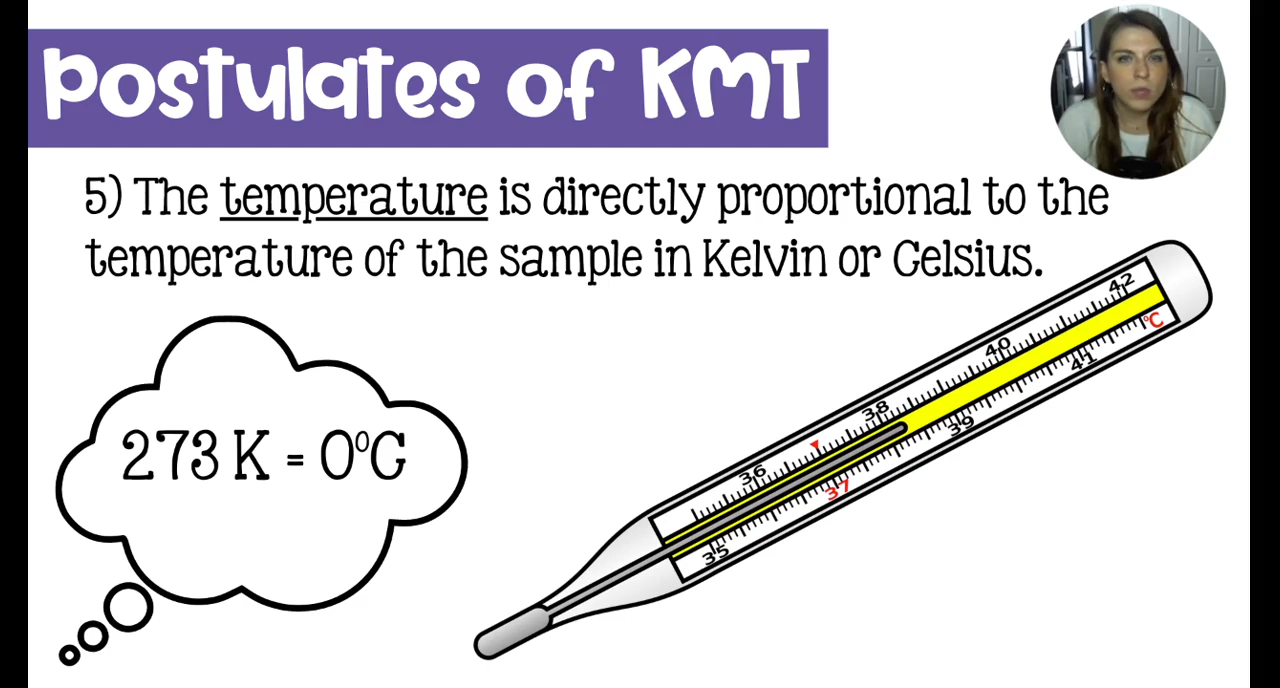 Postulates of KMT
5) The temperature is directly proportional to the
temperature of the sample in Kelvin or Celsius.
273 K = 0°C
42
°C
40
41
38
39
36
37
35